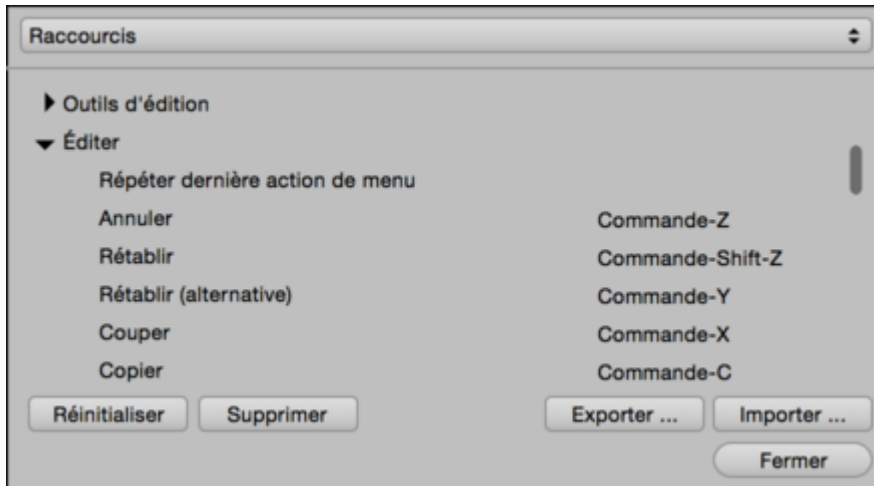 Raccourcis
Outils d'édition
Éditer
Répéter dernière action de menu
Annuler Commande-Z
Rétablir Commande-Shift-Z
Rétablir (alternative) Commande-Y
Couper Commande-X
Copier Commande-C
Réinitialiser Supprimer Exporter ... Importer ...
Fermer